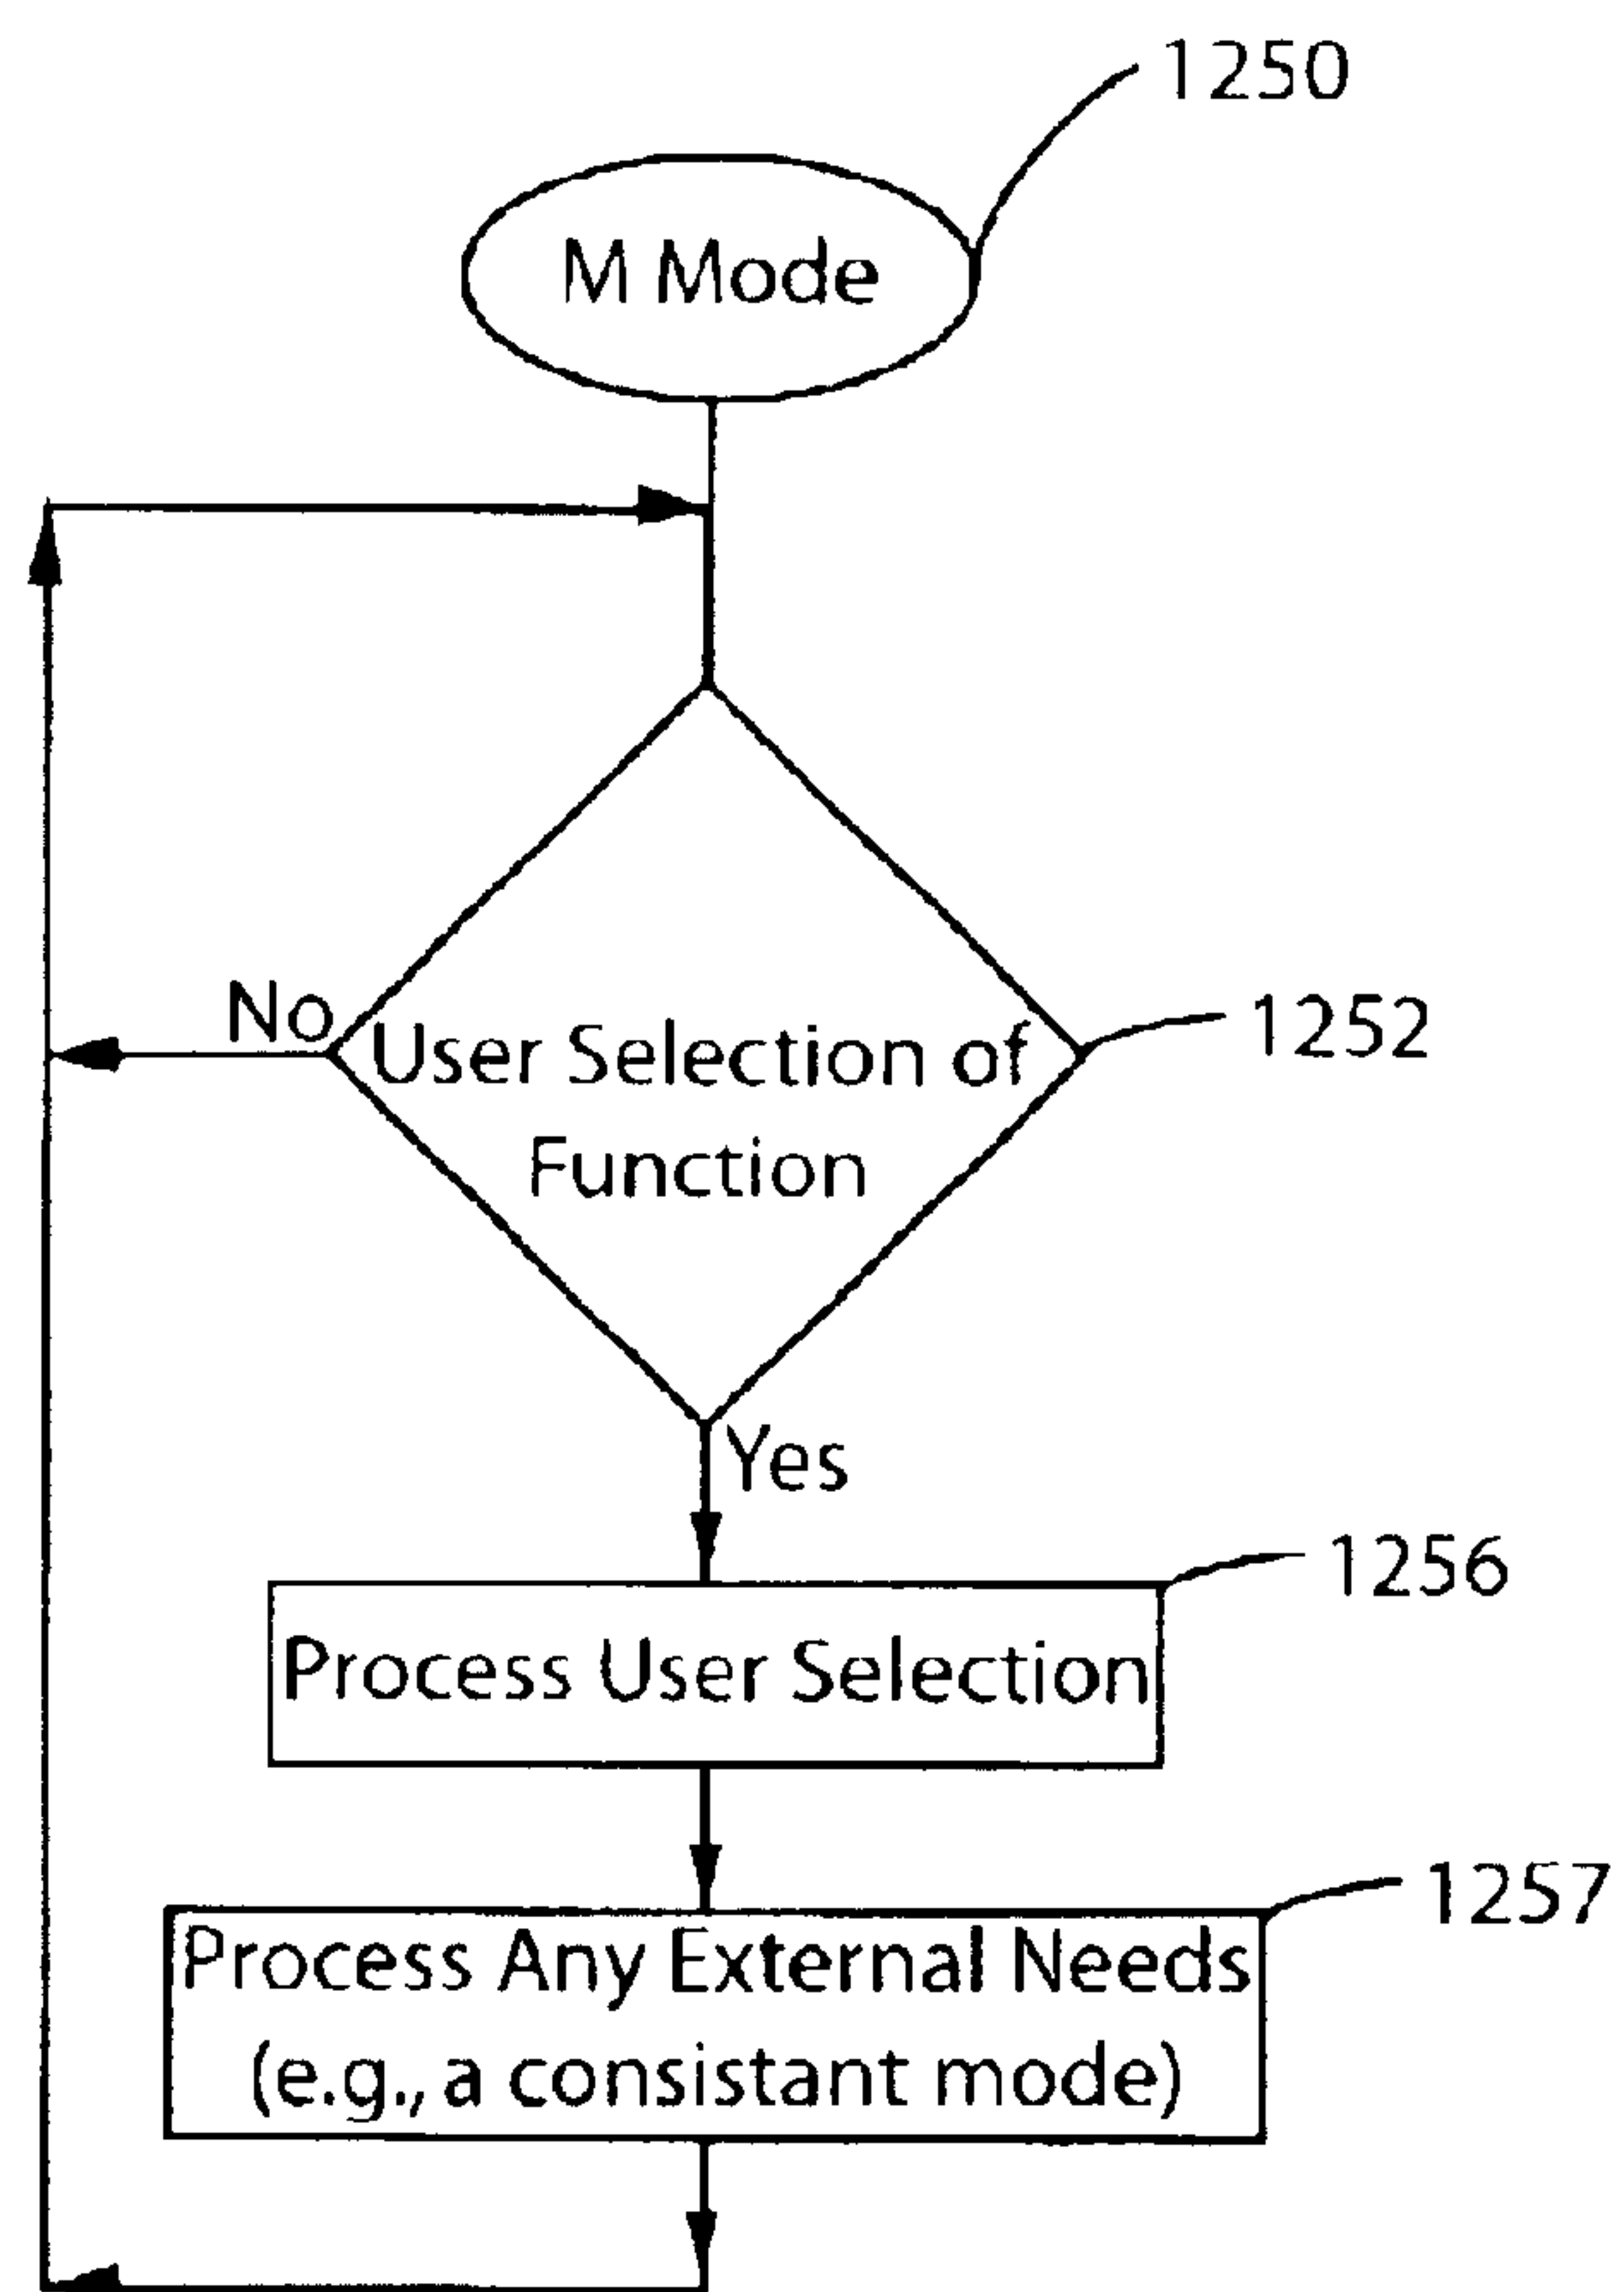 1250
M Mode
No
User Selection of
Function
1252
Yes
1256
Process User Selection
1257
Process Any External Needs
(e.g., a consistant mode)